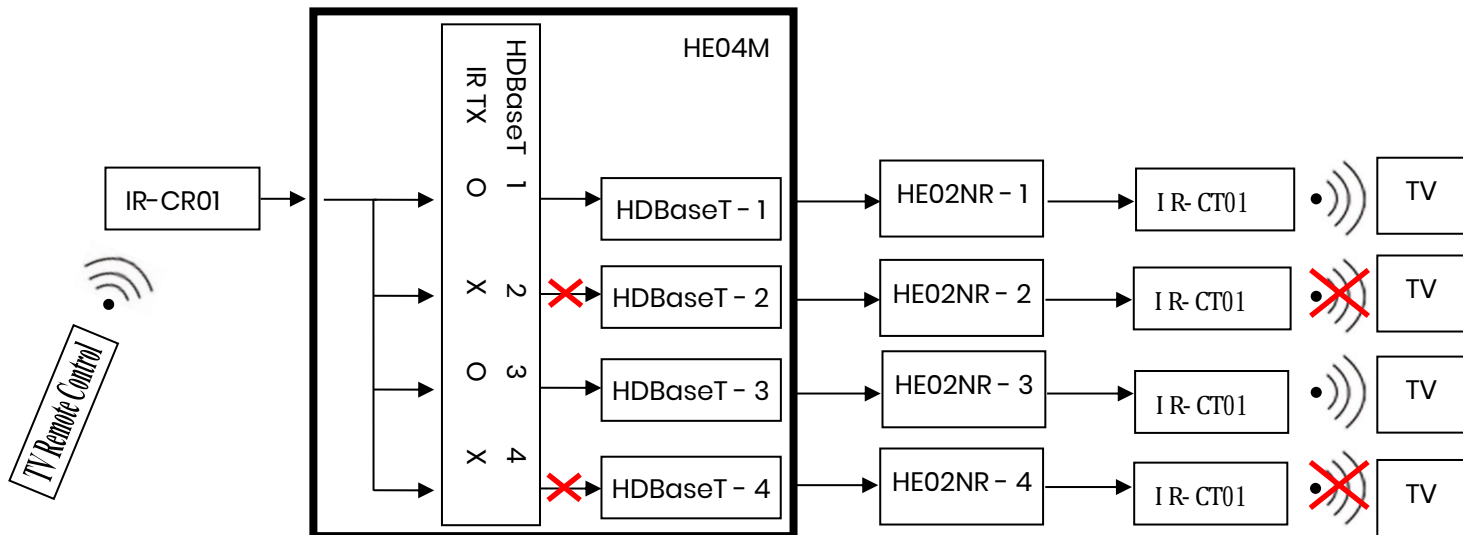 HE04M
HDBaseT 1 2 3 4
IR TX O X O X
IR-CR01
TV Remote Control
HDBaseT - 1
HE02NR - 1
IR-CT01
TV
HDBaseT - 2
HE02NR - 2
IR-CT01
TV
HDBaseT - 3
HE02NR - 3
IR-CT01
TV
HDBaseT - 4
HE02NR - 4
IR-CT01
TV